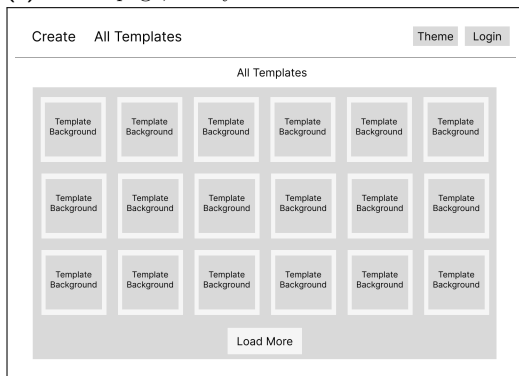 Create All Templates Theme Login
All Templates
Template Template Template Template Template Template
Background Background Background Background Background Background
Template Template Template Template Template Template
Background Background Background Background Background Background
Template Template Template Template Template Template
Background Background Background Background Background Background
Load More